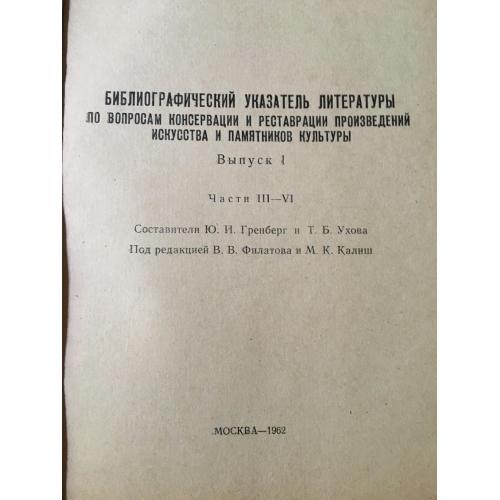 БИБЛИОГРАФИЧЕСКИЙ УКАЗАТЕЛЬ ЛИТЕРАТУРЫ
ПО ВОПРОСАМ КОНСЕРВАЦИИ И РЕСТАВРАЦИИ ПРОИЗВЕДЕНИЙ
ИСКУССТВА И ПАМЯТНИКОВ КУЛЬТУРЫ
Выпуск I
Части III—VI
Составителя Ю. И. Гренберг и Т. Б. Ухова
Под редакцией В. В. Филатова и М. К. Калиш
МОСКВА—1962